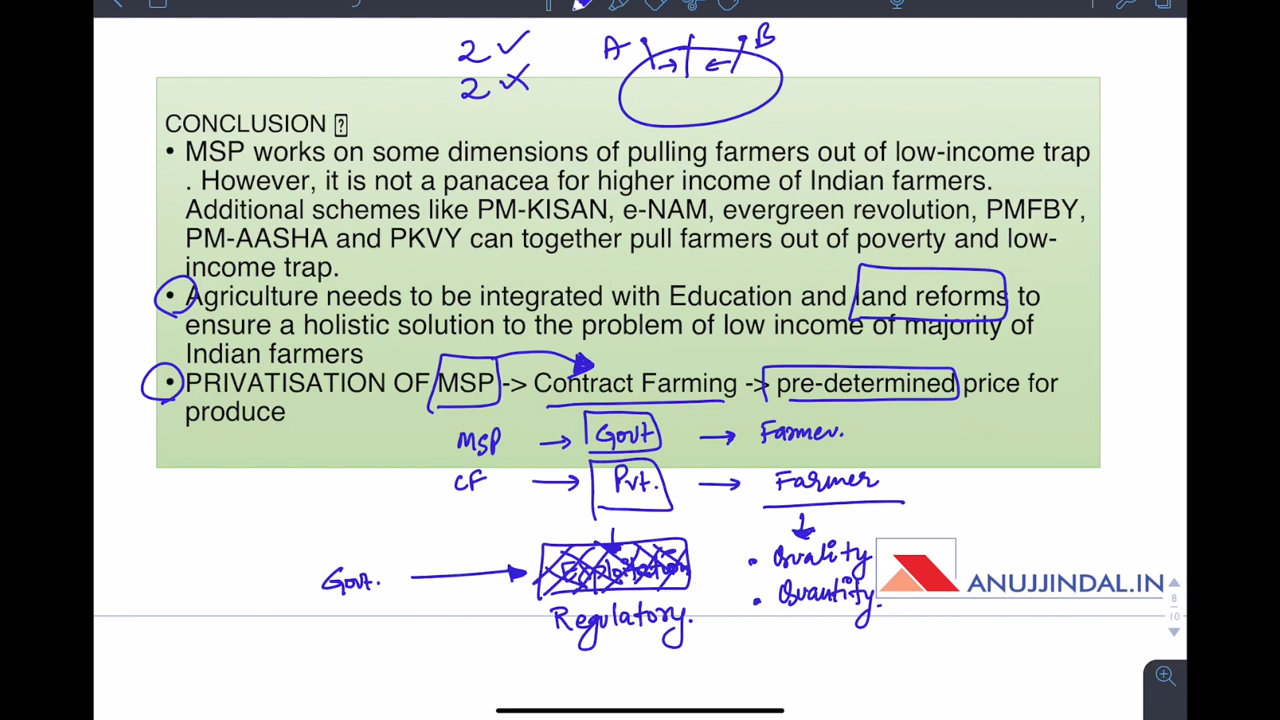 2 ✓ A B
2 ✗
CONCLUSION
• MSP works on some dimensions of pulling farmers out of low-income trap
. However, it is not a panacea for higher income of Indian farmers.
Additional schemes like PM-KISAN, e-NAM, evergreen revolution, PMFBY,
PM-AASHA and PKVY can together pull farmers out of poverty and low-
income trap.
• Agriculture needs to be integrated with Education and land reforms to
ensure a holistic solution to the problem of low income of majority of
Indian farmers
• PRIVATISATION OF MSP -> Contract Farming -> pre-determined price for
produce
MSP → Govt → Farmer.
CF → Pvt. → Farmer
Govt. → Exploitation
Regulatory.
• Quality
• Quantity.
ANUJJINDAL.IN
8
10